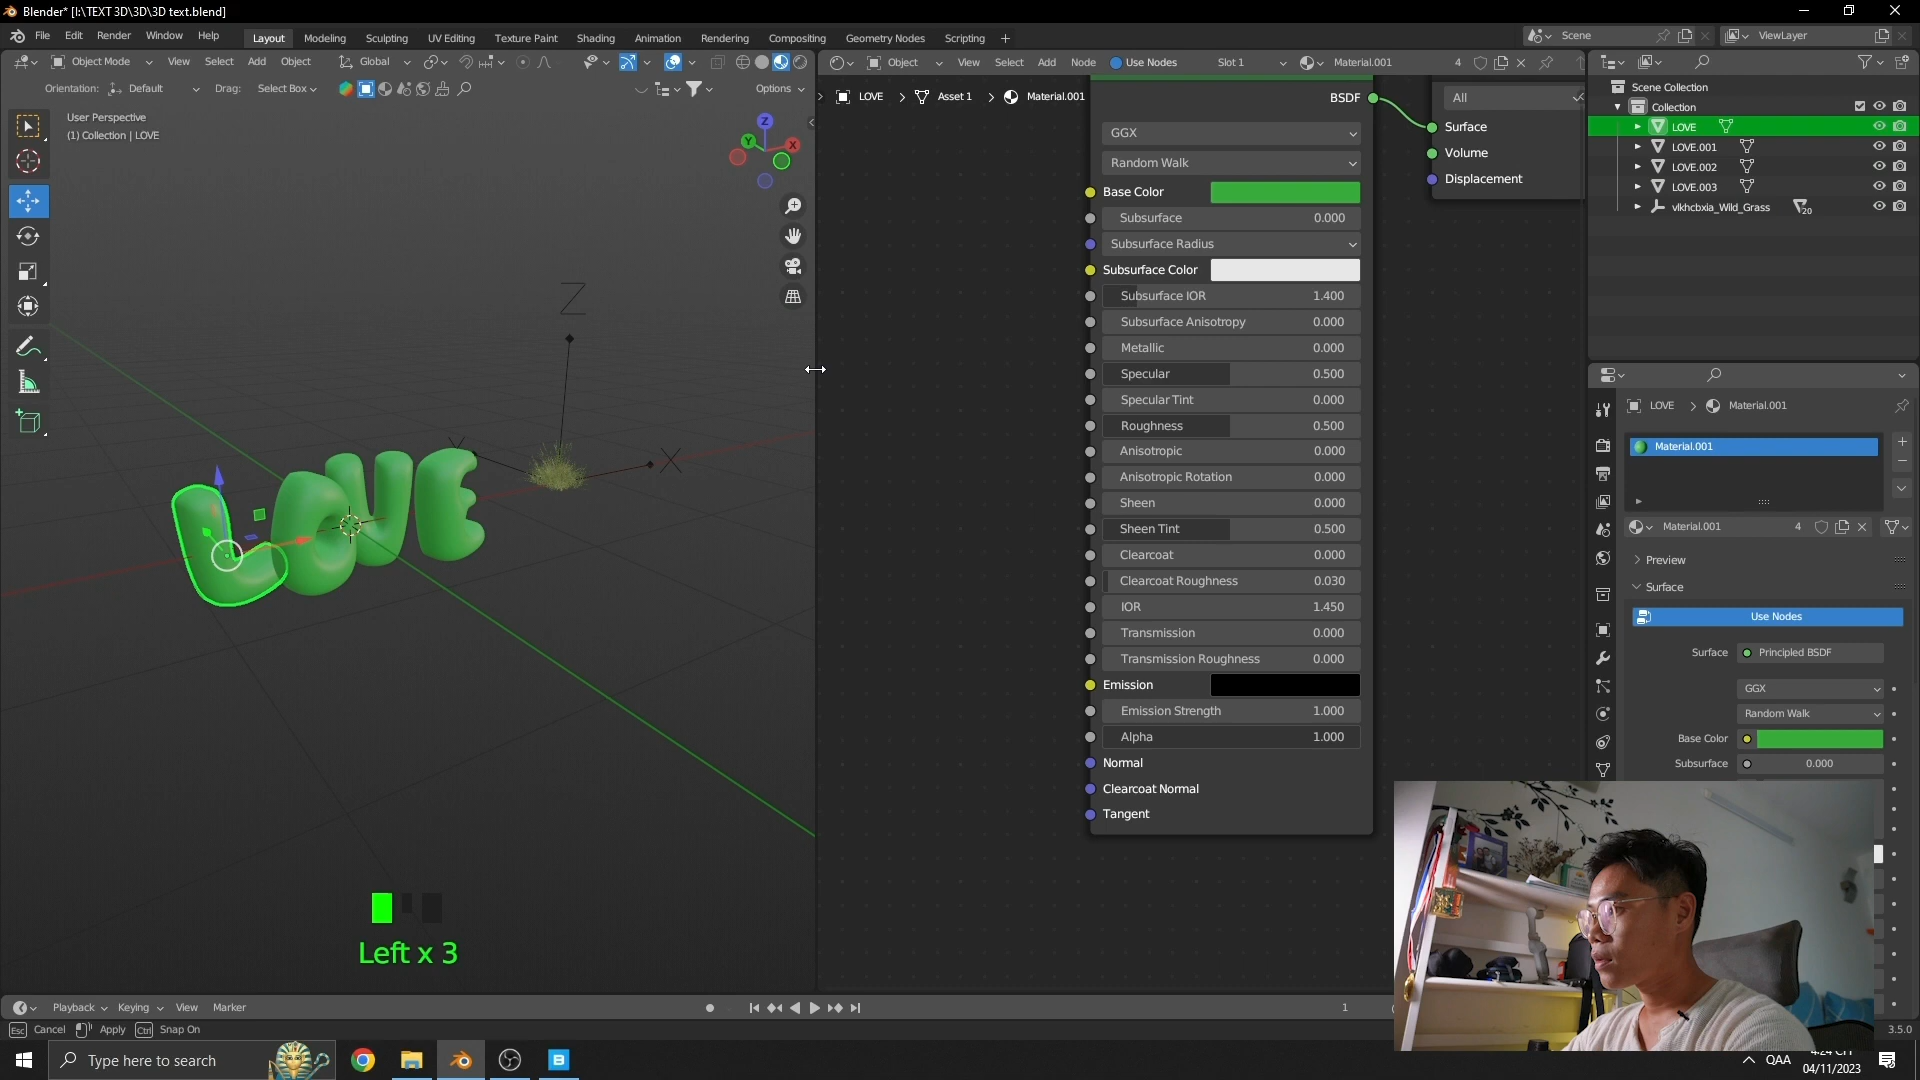 Blender* [I:\TEXT 3D\3D\3D text.blend]
File Edit Render Window Help Layout Modeling Sculpting UV Editing Texture Paint Shading Animation Rendering Compositing Geometry Nodes Scripting + Scene ViewLayer
Object Mode View Select Add Object Global
Object View Select Add Node Use Nodes Slot 1 Material.001 4
Orientation: Default Drag: Select Box Options
LOVE > Asset 1 > Material.001
User Perspective
(1) Collection | LOVE
Z
Y
X
Z
Y
X
BSDF
GGX
Random Walk
Base Color
Subsurface 0.000
Subsurface Radius
Subsurface Color
Subsurface IOR 1.400
Subsurface Anisotropy 0.000
Metallic 0.000
Specular 0.500
Specular Tint 0.000
Roughness 0.500
Anisotropic 0.000
Anisotropic Rotation 0.000
Sheen 0.000
Sheen Tint 0.500
Clearcoat 0.000
Clearcoat Roughness 0.030
IOR 1.450
Transmission 0.000
Transmission Roughness 0.000
Emission
Emission Strength 1.000
Alpha 1.000
Normal
Clearcoat Normal
Tangent
All
Surface
Volume
Displacement
Scene Collection
Collection
LOVE
LOVE.001
LOVE.002
LOVE.003
vlkhcbxia_Wild_Grass 20
LOVE > Material.001
Material.001
Material.001 4
Preview
Surface
Use Nodes
Surface Principled BSDF
GGX
Random Walk
Base Color
Subsurface 0.000
LOVE
Left x 3
Playback Keying View Marker 1
Esc Cancel Apply Ctrl Snap On 3.5.0
Type here to search
QAA
04/11/2023